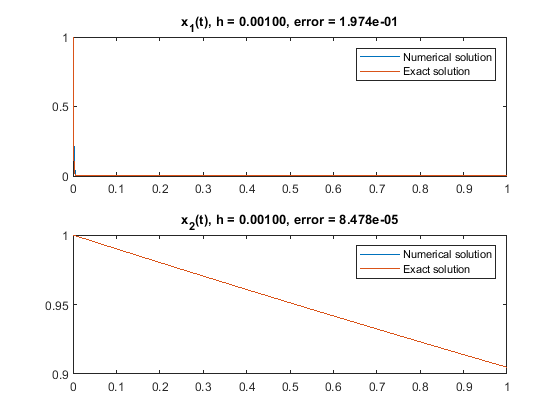 x1(t), h = 0.00100, error = 1.974e-01
1
Numerical solution
Exact solution
0.5
0
0 0.1 0.2 0.3 0.4 0.5 0.6 0.7 0.8 0.9 1
x2(t), h = 0.00100, error = 8.478e-05
1
Numerical solution
Exact solution
0.95
0.9
0 0.1 0.2 0.3 0.4 0.5 0.6 0.7 0.8 0.9 1